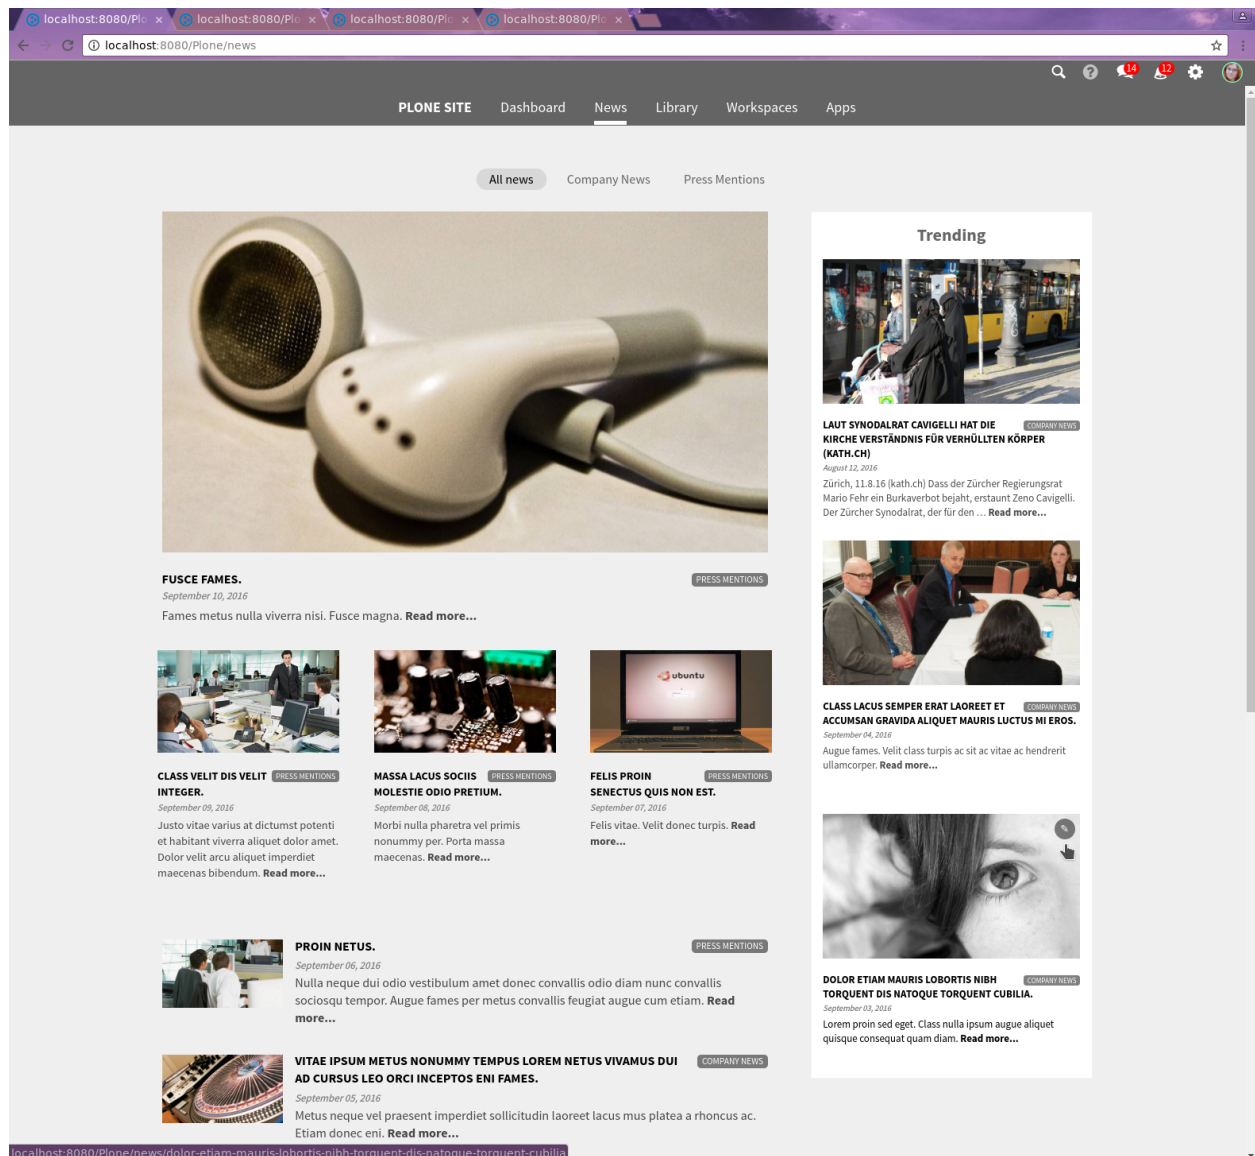 localhost:8080/Plo × localhost:8080/Plo × localhost:8080/Plo × localhost:8080/Plo ×
localhost:8080/Plone/news
14 12
PLONE SITE Dashboard News Library Workspaces Apps
All news Company News Press Mentions
FUSCE FAMES. PRESS MENTIONS
September 10, 2016
Fames metus nulla viverra nisi. Fusce magna. Read more...
ubuntu
CLASS VELIT DIS VELIT PRESS MENTIONS
INTEGER.
September 09, 2016
Justo vitae varius at dictumst potenti
et habitant viverra aliquet dolor amet.
Dolor velit arcu aliquet imperdiet
maecenas bibendum. Read more...
MASSA LACUS SOCIIS PRESS MENTIONS
MOLESTIE ODIO PRETIUM.
September 08, 2016
Morbi nulla pharetra vel primis
nonummy per. Porta massa
maecenas. Read more...
FELIS PROIN PRESS MENTIONS
SENECTUS QUIS NON EST.
September 07, 2016
Felis vitae. Velit donec turpis. Read
more...
PROIN NETUS. PRESS MENTIONS
September 06, 2016
Nulla neque dui odio vestibulum amet donec convallis odio diam nunc convallis
sociosqu tempor. Augue fames per metus convallis feugiat augue cum etiam. Read
more...
VITAE IPSUM METUS NONUMMY TEMPUS LOREM NETUS VIVAMUS DUI COMPANY NEWS
AD CURSUS LEO ORCI INCEPTOS ENI FAMES.
September 05, 2016
Metus neque vel praesent imperdiet sollicitudin laoreet lacus mus platea a rhoncus ac.
Etiam donec eni. Read more...
Trending
LAUT SYNODALRAT CAVIGELLI HAT DIE COMPANY NEWS
KIRCHE VERSTÄNDNIS FÜR VERHÜLLTEN KÖRPER
(KATH.CH)
August 12, 2016
Zürich, 11.8.16 (kath.ch) Dass der Zürcher Regierungsrat
Mario Fehr ein Burkaverbot bejaht, erstaunt Zeno Cavigelli.
Der Zürcher Synodalrat, der für den … Read more...
CLASS LACUS SEMPER ERAT LAOREET ET COMPANY NEWS
ACCUMSAN GRAVIDA ALIQUET MAURIS LUCTUS MI EROS.
September 04, 2016
Augue fames. Velit class turpis ac sit ac vitae ac hendrerit
ullamcorper. Read more...
DOLOR ETIAM MAURIS LOBORTIS NIBH COMPANY NEWS
TORQUENT DIS NATOQUE TORQUENT CUBILIA.
September 03, 2016
Lorem proin sed eget. Class nulla ipsum augue aliquet
quisque consequat quam diam. Read more...
localhost:8080/Plone/news/dolor-etiam-mauris-lobortis-nibh-torquent-dis-natoque-torquent-cubilia